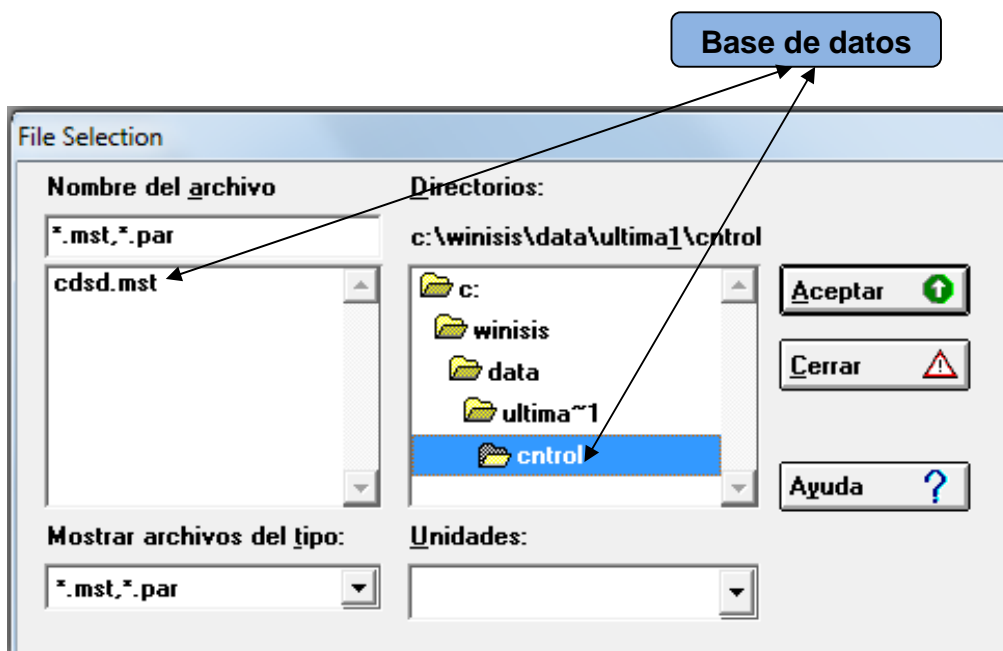 Base de datos
File Selection
Nombre del archivo
*.mst,*.par
cdsd.mst
Mostrar archivos del tipo:
*.mst,*.par
Directorios:
c:\winisis\data\ultima1\cntrol
c:
winisis
data
ultima~1
cntrol
Unidades:
Aceptar
Cerrar
Ayuda